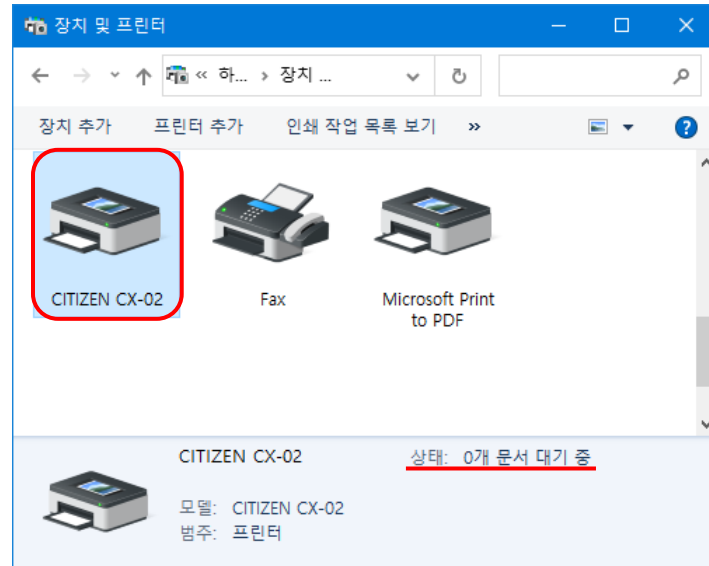 장치 및 프린터
« 하... › 장치 ...
장치 추가 프린터 추가 인쇄 작업 목록 보기 »
CITIZEN CX-02
Fax
Microsoft Print
to PDF
CITIZEN CX-02 상태: 0개 문서 대기 중
모델: CITIZEN CX-02
범주: 프린터